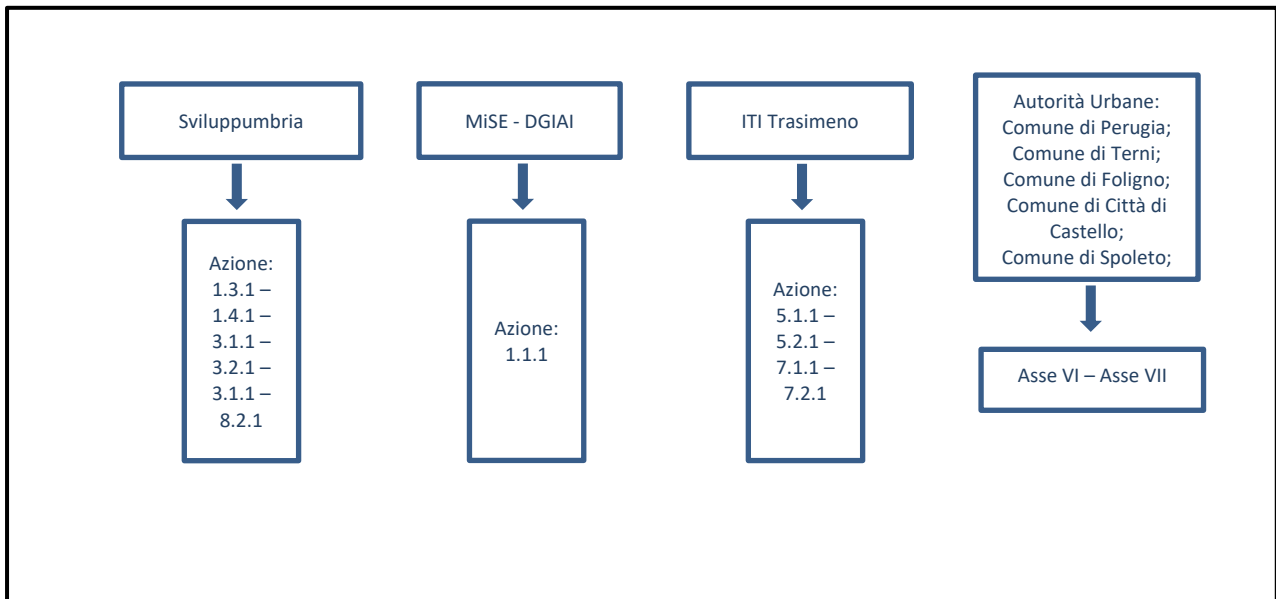 Sviluppumbria
Azione:
1.3.1 –
1.4.1 –
3.1.1 –
3.2.1 –
3.1.1 –
8.2.1
MiSE - DGIAI
Azione:
1.1.1
ITI Trasimeno
Azione:
5.1.1 –
5.2.1 –
7.1.1 –
7.2.1
Autorità Urbane:
Comune di Perugia;
Comune di Terni;
Comune di Foligno;
Comune di Città di
Castello;
Comune di Spoleto;
Asse VI – Asse VII